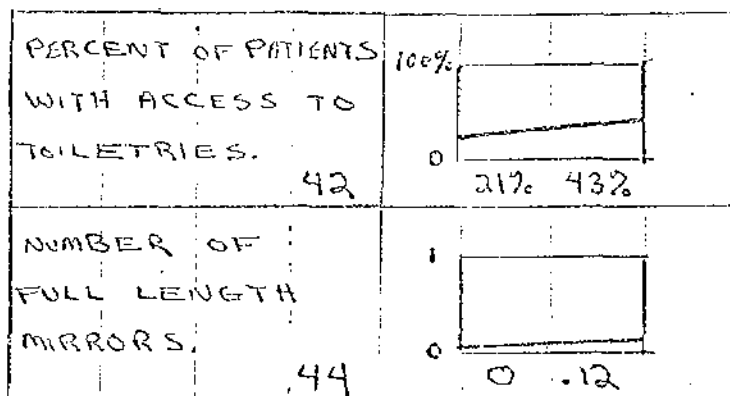 PERCENT OF PATIENTS
WITH ACCESS TO
TOILETRIES.
42
100%
0
21% 43%
NUMBER OF
FULL LENGTH
MIRRORS.
.44
1
0
0 .12